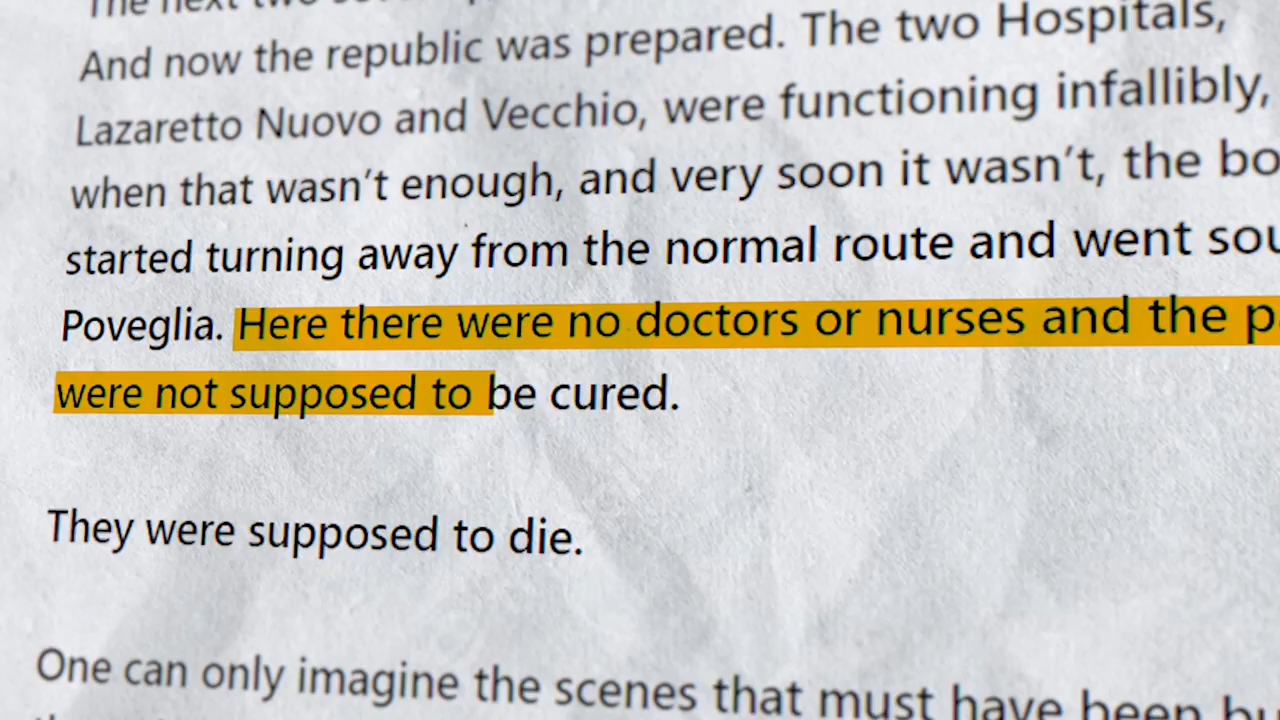 The next two
And now the republic was prepared. The two Hospitals,
Lazaretto Nuovo and Vecchio, were functioning infallibly,
when that wasn’t enough, and very soon it wasn’t, the
started turning away from the normal route and went
Poveglia. Here there were no doctors or nurses and the
were not supposed to be cured.
They were supposed to die.
One can only imagine the scenes that must have been